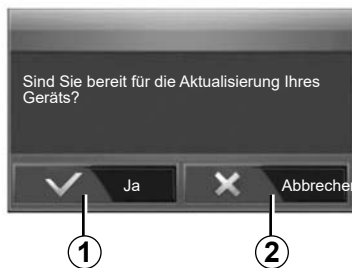 Sind Sie bereit für die Aktualisierung Ihres
Geräts?
Ja
Abbrechen
1
2